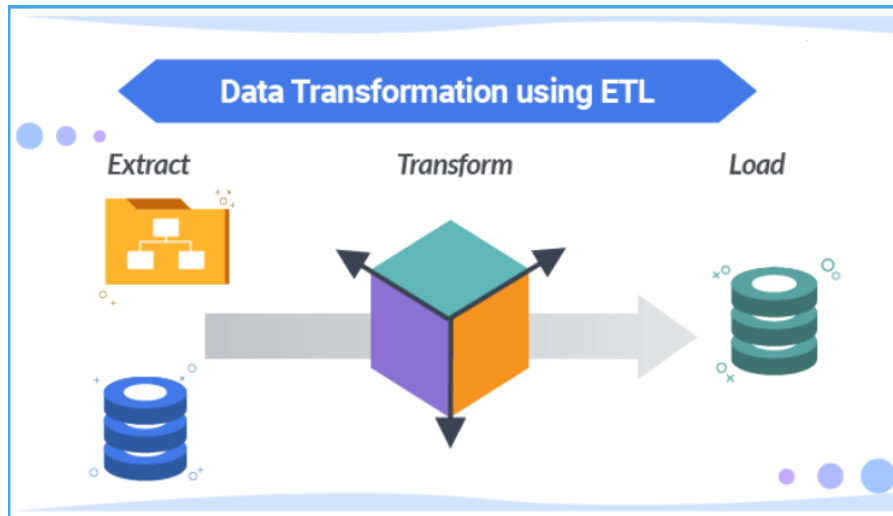 Data Transformation using ETL
Extract
Transform
Load